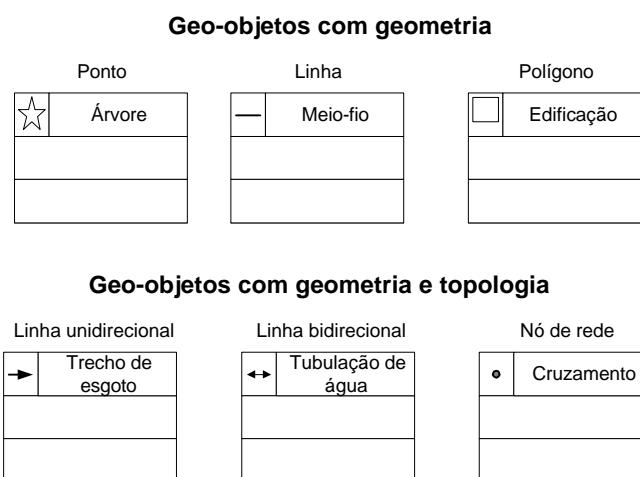 Geo-objetos com geometria
Ponto
Linha
Polígono
Árvore
Meio-fio
Edificação
Geo-objetos com geometria e topologia
Linha unidirecional
Linha bidirecional
Nó de rede
Trecho de
esgoto
Tubulação de
água
Cruzamento